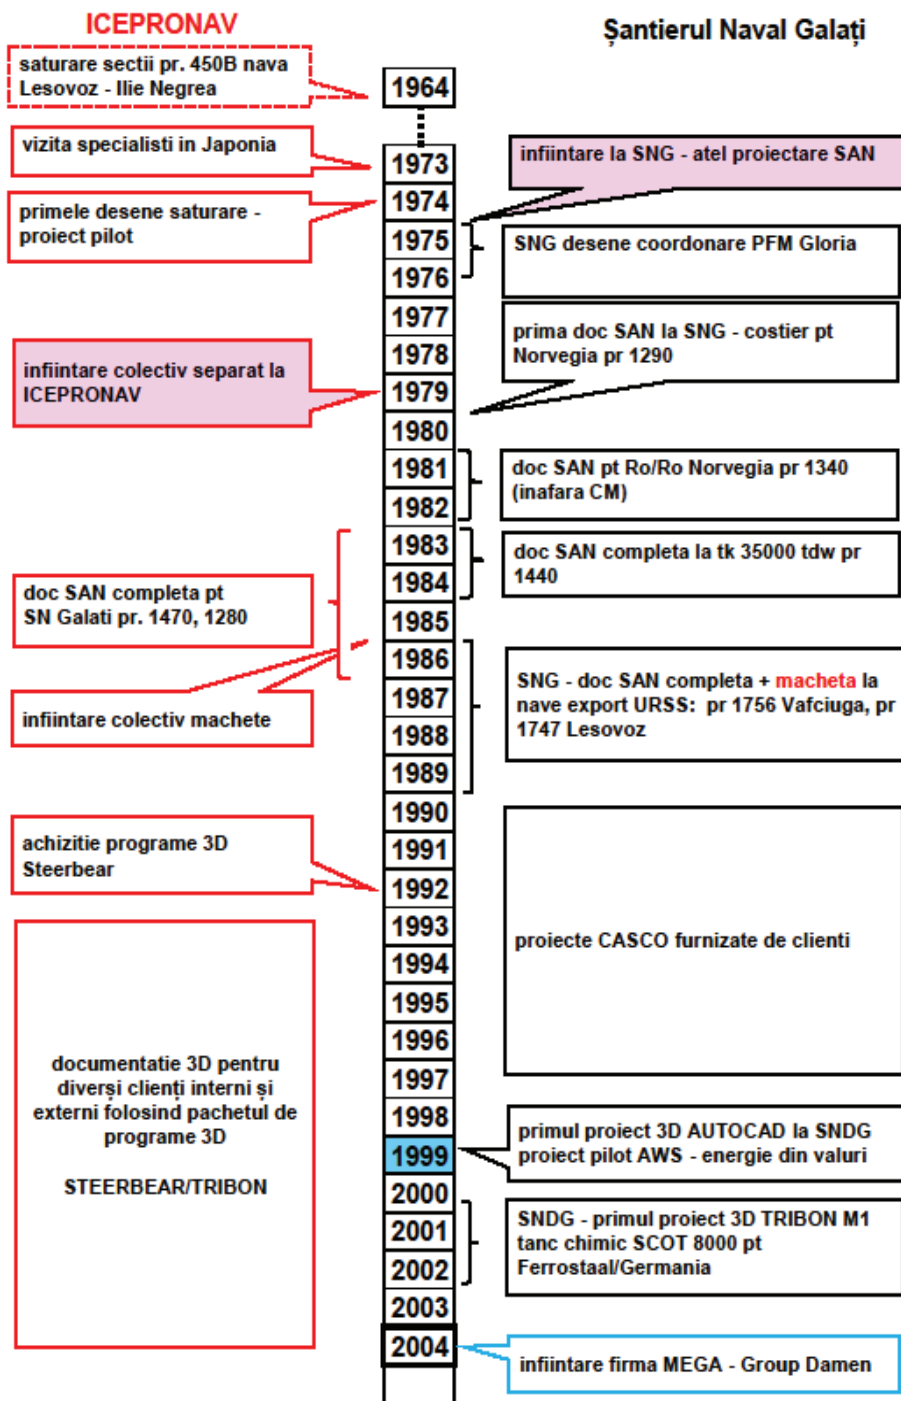 ICEPRONAV
Șantierul Naval Galați
saturare sectii pr. 450B nava
Lesovoz - Ilie Negrea
1964
vizita specialisti in Japonia
1973
infiintare la SNG - atel proiectare SAN
1974
primele desene saturare -
proiect pilot
1975
SNG desene coordonare PFM Gloria
1976
1977
prima doc SAN la SNG - costier pt
Norvegia pr 1290
1978
infiintare colectiv separat la
ICEPRONAV
1979
1980
1981
doc SAN pt Ro/Ro Norvegia pr 1340
(inafara CM)
1982
1983
doc SAN completa la tk 35000 tdw pr
1440
1984
doc SAN completa pt
SN Galati pr. 1470, 1280
1985
1986
SNG - doc SAN completa + macheta la
nave export URSS: pr 1756 Vafciuga, pr
1747 Lesovoz
1987
infiintare colectiv machete
1988
1989
1990
achizitie programe 3D
Steerbear
1991
1992
1993
proiecte CASCO furnizate de clienti
1994
1995
1996
documentatie 3D pentru
diverși clienți interni și
externi folosind pachetul de
programe 3D
STEERBEAR/TRIBON
1997
1998
primul proiect 3D AUTOCAD la SNDG
proiect pilot AWS - energie din valuri
1999
2000
SNDG - primul proiect 3D TRIBON M1
tanc chimic SCOT 8000 pt
Ferrostaal/Germania
2001
2002
2003
2004
infiintare firma MEGA - Group Damen